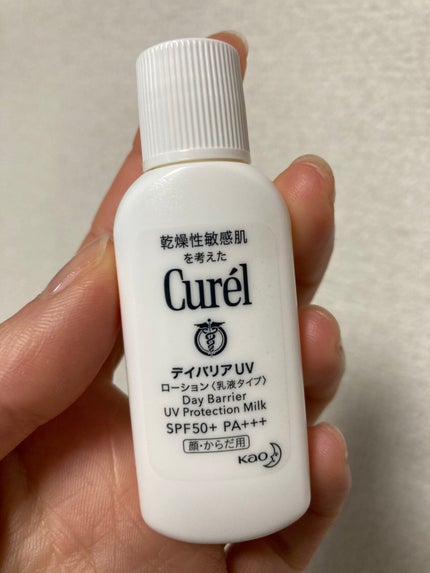 乾燥性敏感肌
を考えた
Curél
デイバリアUV
ローション〈乳液タイプ〉
Day Barrier
UV Protection Milk
SPF50+ PA+++
顔・からだ用
Kao